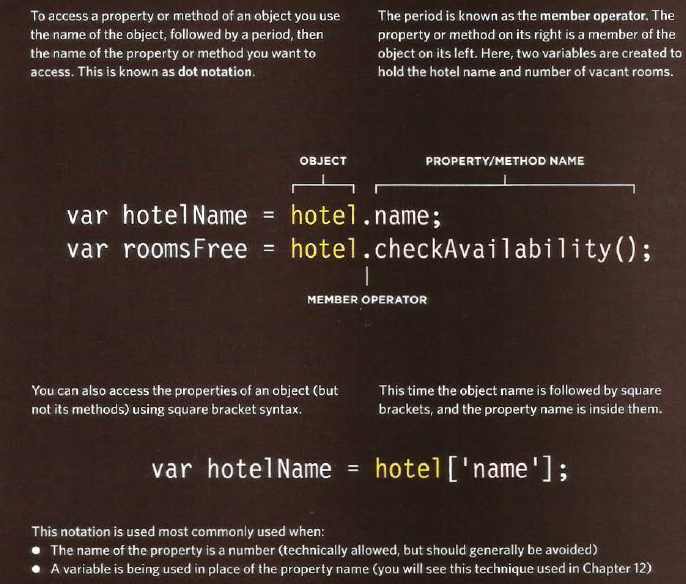 To access a property or method of an object you use
the name of the object, followed by a period, then
the name of the property or method you want to
access. This is known as dot notation.
The period is known as the member operator. The
property or method on its right is a member of the
object on its left. Here, two variables are created to
hold the hotel name and number of vacant rooms.
OBJECT
PROPERTY/METHOD NAME
var hotelName = hotel.name;
var roomsFree = hotel.checkAvailability();
MEMBER OPERATOR
You can also access the properties of an object (but
not its methods) using square bracket syntax.
This time the object name is followed by square
brackets, and the property name is inside them.
var hotelName = hotel['name'];
This notation is used most commonly used when:
● The name of the property is a number (technically allowed, but should generally be avoided)
● A variable is being used in place of the property name (you will see this technique used in Chapter 12)